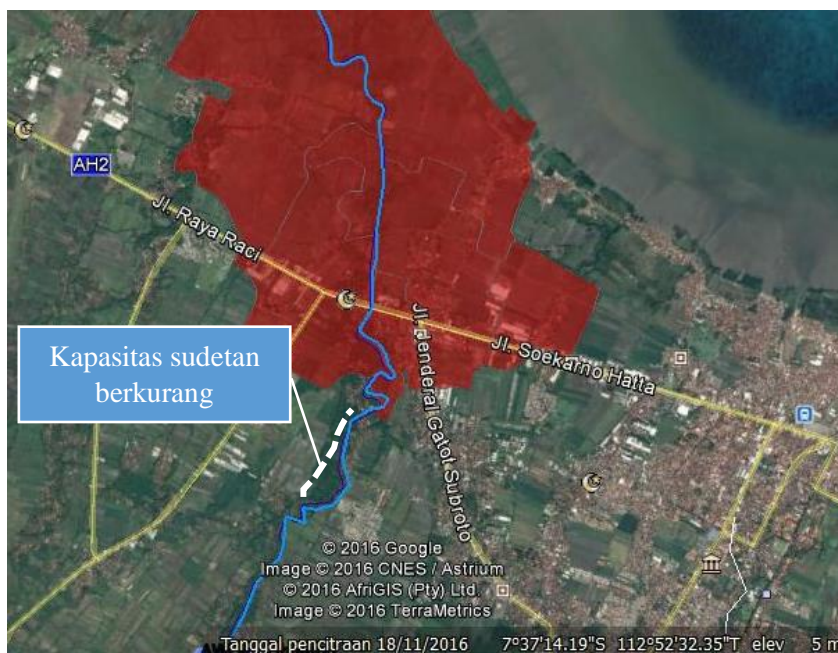 AH2
Jl. Raya Raci
Jl. Soekarno Hatta
Jl. Jenderal Gatot Subroto
Kapasitas sudetan
berkurang
© 2016 Google
Image © 2016 CNES / Astrium
© 2016 AfriGIS (Pty) Ltd.
Image © 2016 TerraMetrics
Tanggal pencitraan 18/11/2016 7°37'14.19"S 112°52'32.35"T elev 5 m